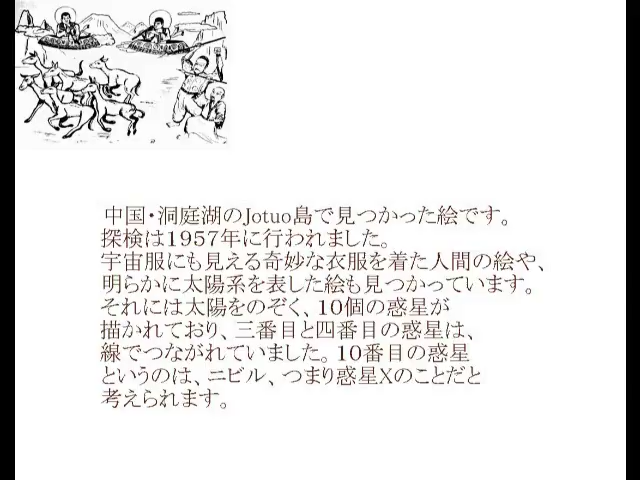 中国・洞庭湖のJotuo島で見つかった絵です。
探検は1957年に行われました。
宇宙服にも見える奇妙な衣服を着た人間の絵や、
明らかに太陽系を表した絵も見つかっています。
それには太陽をのぞく、10個の惑星が
描かれており、三番目と四番目の惑星は、
線でつながれていました。10番目の惑星
というのは、ニビル、つまり惑星Xのことだと
考えられます。